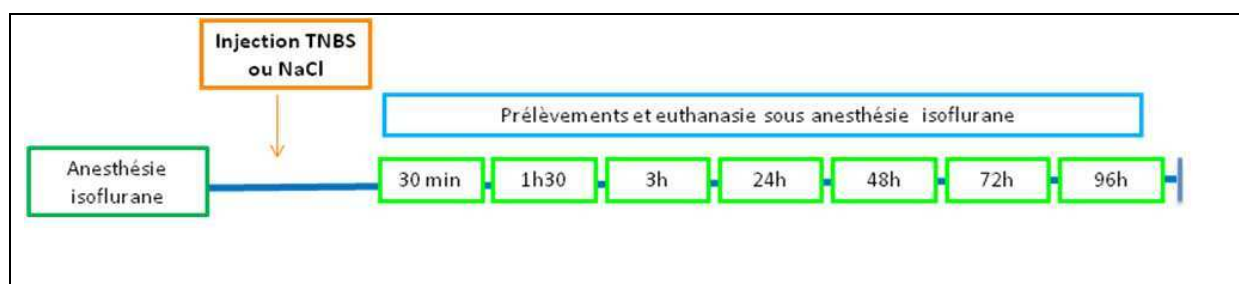 Injection TNBS
ou NaCl
Prélèvements et euthanasie sous anesthésie isoflurane
Anesthésie
isoflurane
30 min
1h30
3h
24h
48h
72h
96h